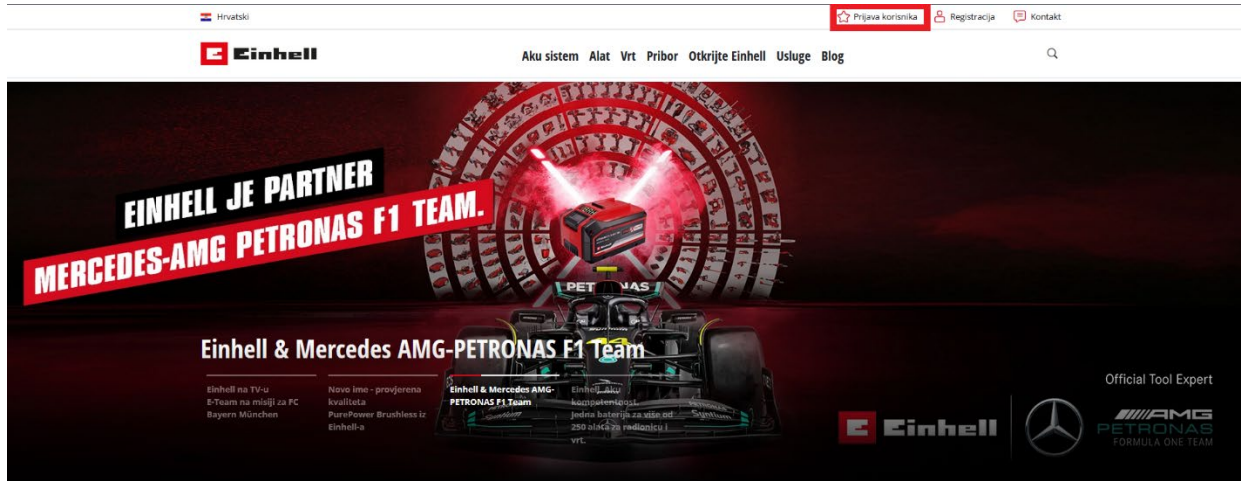 Hrvatski
Prijava korisnika
Registracija
Kontakt
Einhell
Aku sistem Alat Vrt Pribor Otkrijte Einhell Usluge Blog
EINHELL JE PARTNER
MERCEDES-AMG PETRONAS F1 TEAM.
PETRONAS
Einhell & Mercedes AMG-PETRONAS F1 Team
Einhell na TV-u
E-Team na misiji za FC
Bayern München
Novo ime - provjerena
kvaliteta
PurePower Brushless iz
Einhell-a
Einhell & Mercedes AMG-
PETRONAS F1 Team
Einhell. Aku
kompetentnost.
Jedna baterija za više od
250 alata za radionicu i
vrt.
Official Tool Expert
Einhell
AMG
PETRONAS
FORMULA ONE TEAM